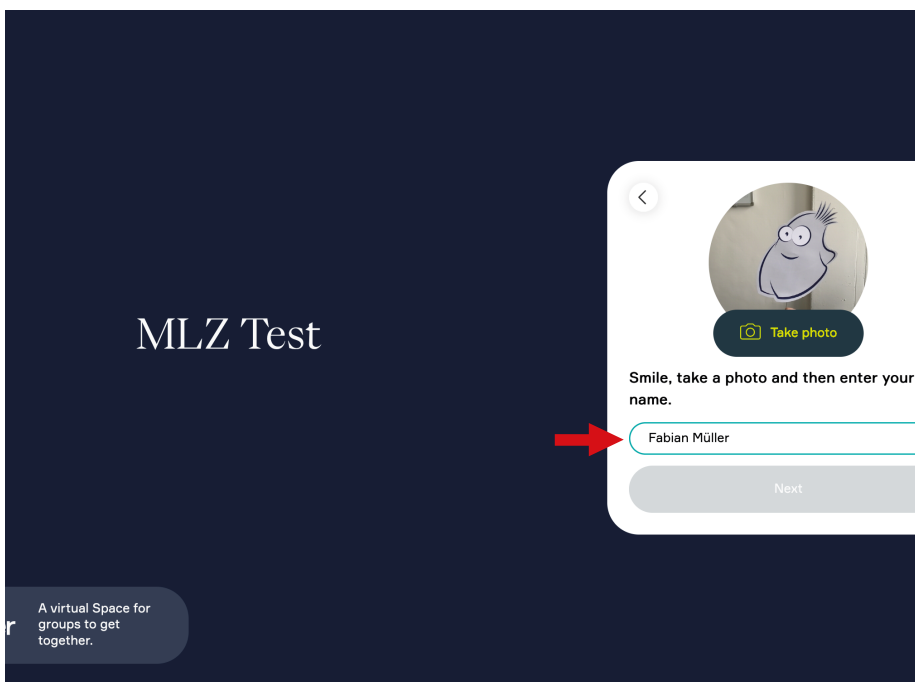 MLZ Test
Take photo
Smile, take a photo and then enter your
name.
Fabian Müller
Next
r
A virtual Space for
groups to get
together.